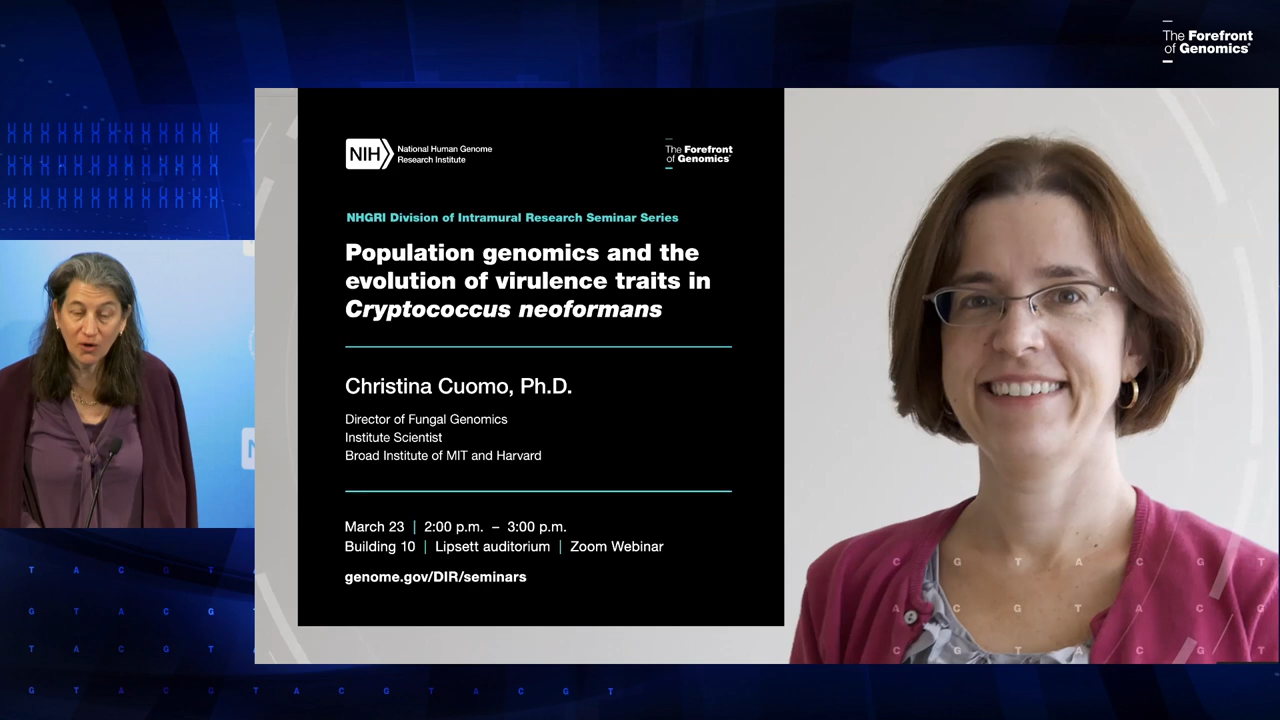 The Forefront
of Genomics®
NIH
National Human Genome
Research Institute
The Forefront
of Genomics®
NHGRI Division of Intramural Research Seminar Series
Population genomics and the
evolution of virulence traits in
Cryptococcus neoformans
Christina Cuomo, Ph.D.
Director of Fungal Genomics
Institute Scientist
Broad Institute of MIT and Harvard
March 23 | 2:00 p.m. – 3:00 p.m.
Building 10 | Lipsett auditorium | Zoom Webinar
genome.gov/DIR/seminars
N
C G T A C G T
A C G T A C G
C G T A C G T
T A C G T
G T A C G
T A C G T
G T A C G T A C G T A C G T